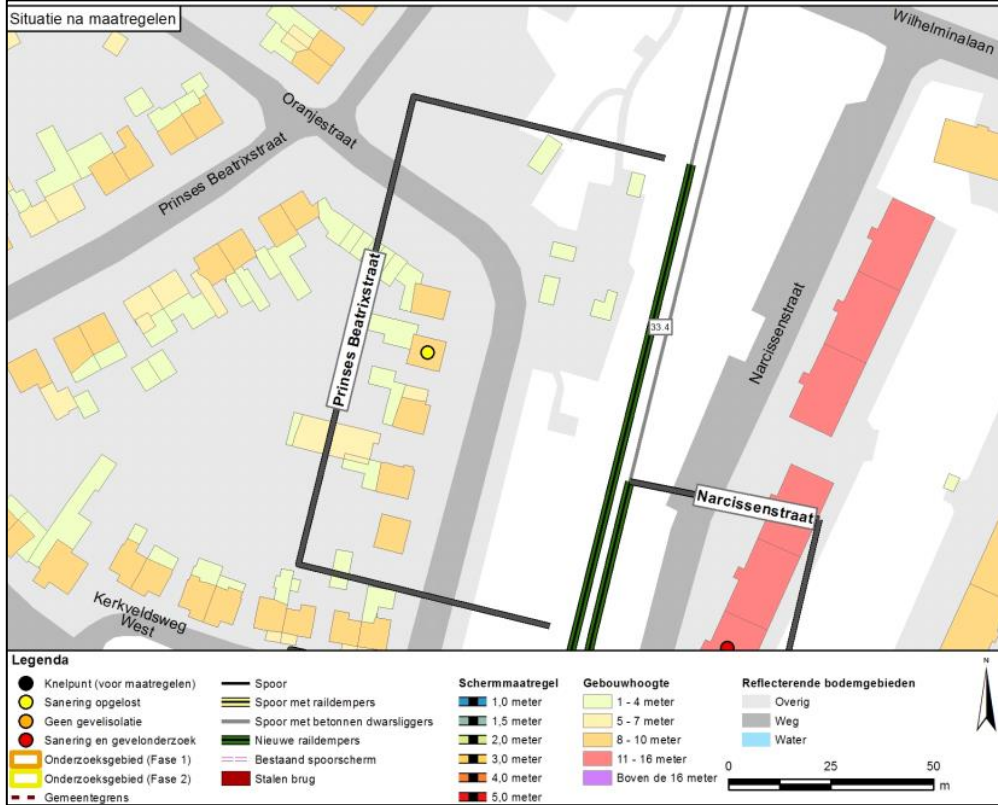 Situatie na maatregelen
Wilhelminalaan
Oranjestraat
Prinses Beatrixstraat
Prinses Beatrixstraat
33.4
Narcissenstraat
Narcissenstraat
Kerkveldsweg
West
Legenda
Knelpunt (voor maatregelen)
Sanering opgelost
Geen gevelisolatie
Sanering en gevelonderzoek
Onderzoeksgebied (Fase 1)
Onderzoeksgebied (Fase 2)
Gemeentegrens
Spoor
Spoor met raildempers
Spoor met betonnen dwarsliggers
Nieuwe raildempers
Bestaand spoorscherm
Stalen brug
Schermmaatregel
1,0 meter
1,5 meter
2,0 meter
3,0 meter
4,0 meter
5,0 meter
Gebouwhoogte
1 - 4 meter
5 - 7 meter
8 - 10 meter
11 - 16 meter
Boven de 16 meter
Reflecterende bodemgebieden
Overig
Weg
Water
N
0 25 50
m